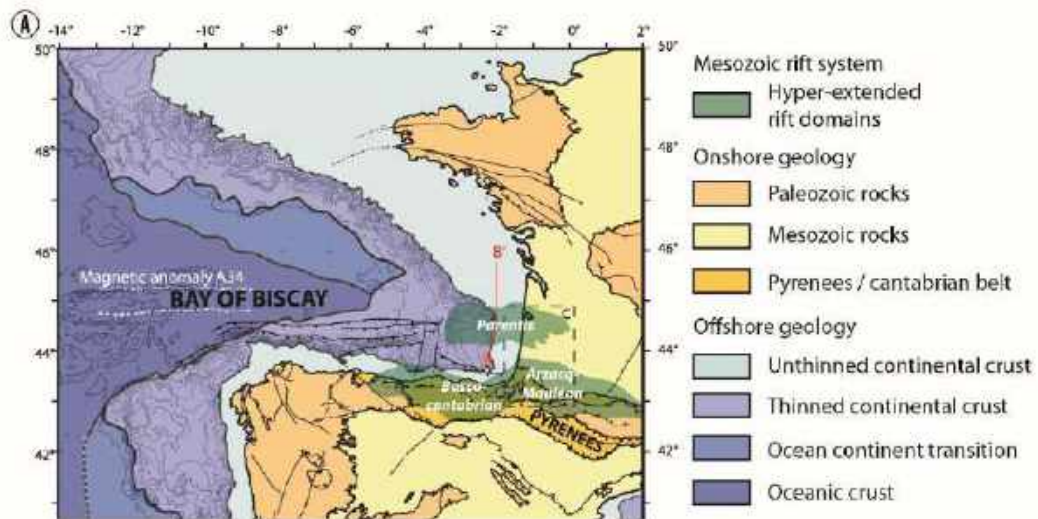 A
-14° -12° -10° -8° -6° -4° -2° 0° 2°
50° 50°
48° 48°
46° 46°
44° 44°
42° 42°
B'
Magnetic anomaly A34
BAY OF BISCAY
Parentis
C
Arzacq-
Mauléon
Basco
cantabrian
PYRENEES
Mesozoic rift system
Hyper-extended
rift domains
Onshore geology
Paleozoic rocks
Mesozoic rocks
Pyrenees / cantabrian belt
Offshore geology
Unthinned continental crust
Thinned continental crust
Ocean continent transition
Oceanic crust